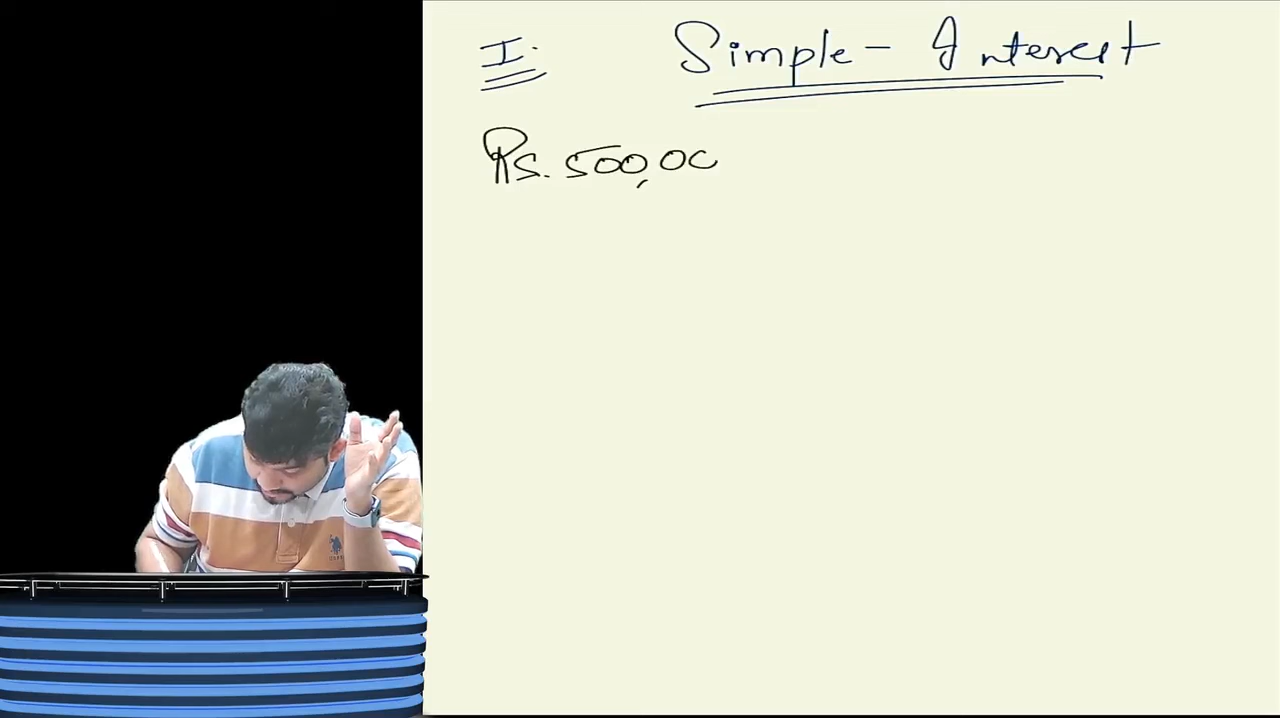 I. Simple - Interest
Rs. 500,00